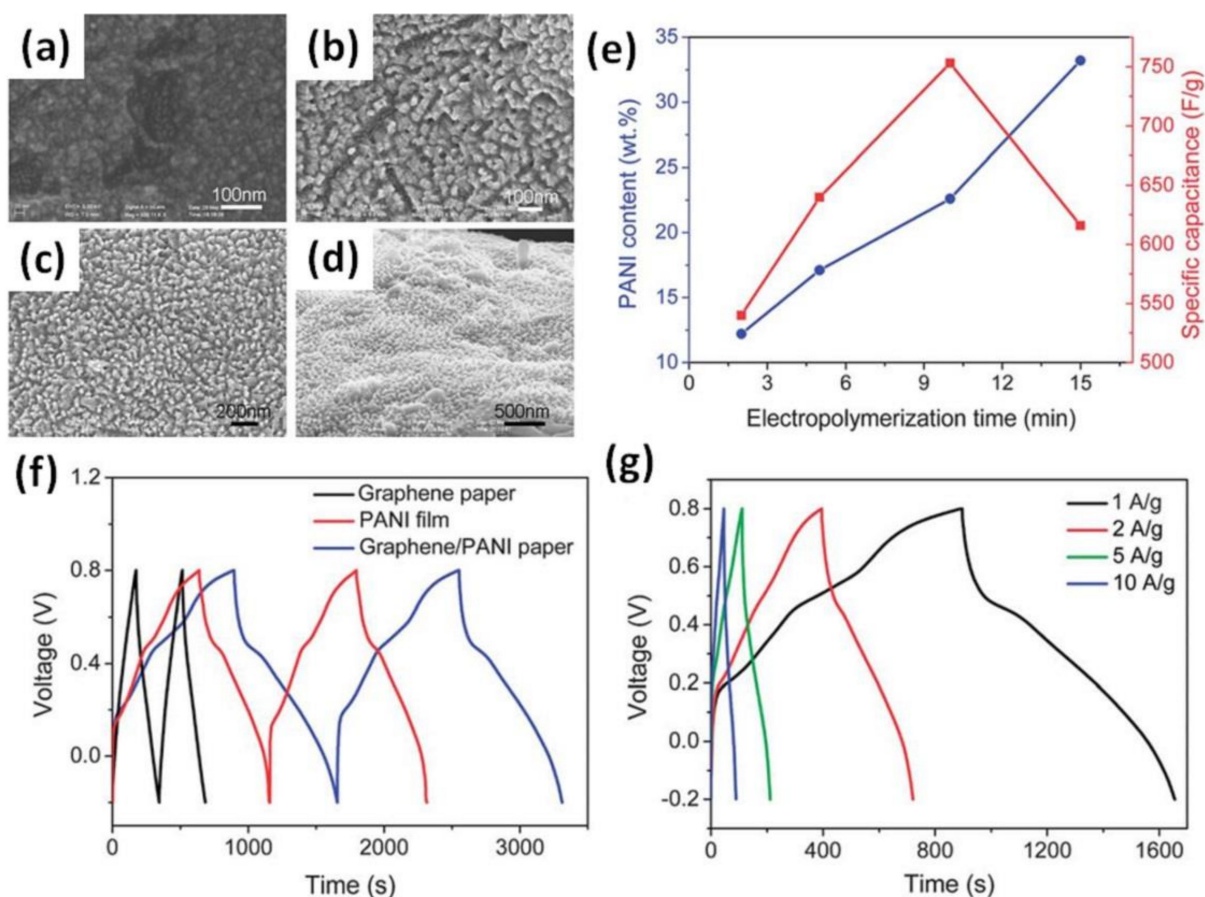 (a)
100nm
(b)
100nm
(c)
200nm
(d)
500nm
(e)
PANI content (wt.%)
35
30
25
20
15
10
Specific capacitance (F/g)
750
700
650
600
550
500
0 3 6 9 12 15
Electropolymerization time (min)
(f)
Voltage (V)
1.2
0.8
0.4
0.0
Graphene paper
PANI film
Graphene/PANI paper
0 1000 2000 3000
Time (s)
(g)
Voltage (V)
0.8
0.6
0.4
0.2
0.0
-0.2
1 A/g
2 A/g
5 A/g
10 A/g
0 400 800 1200 1600
Time (s)